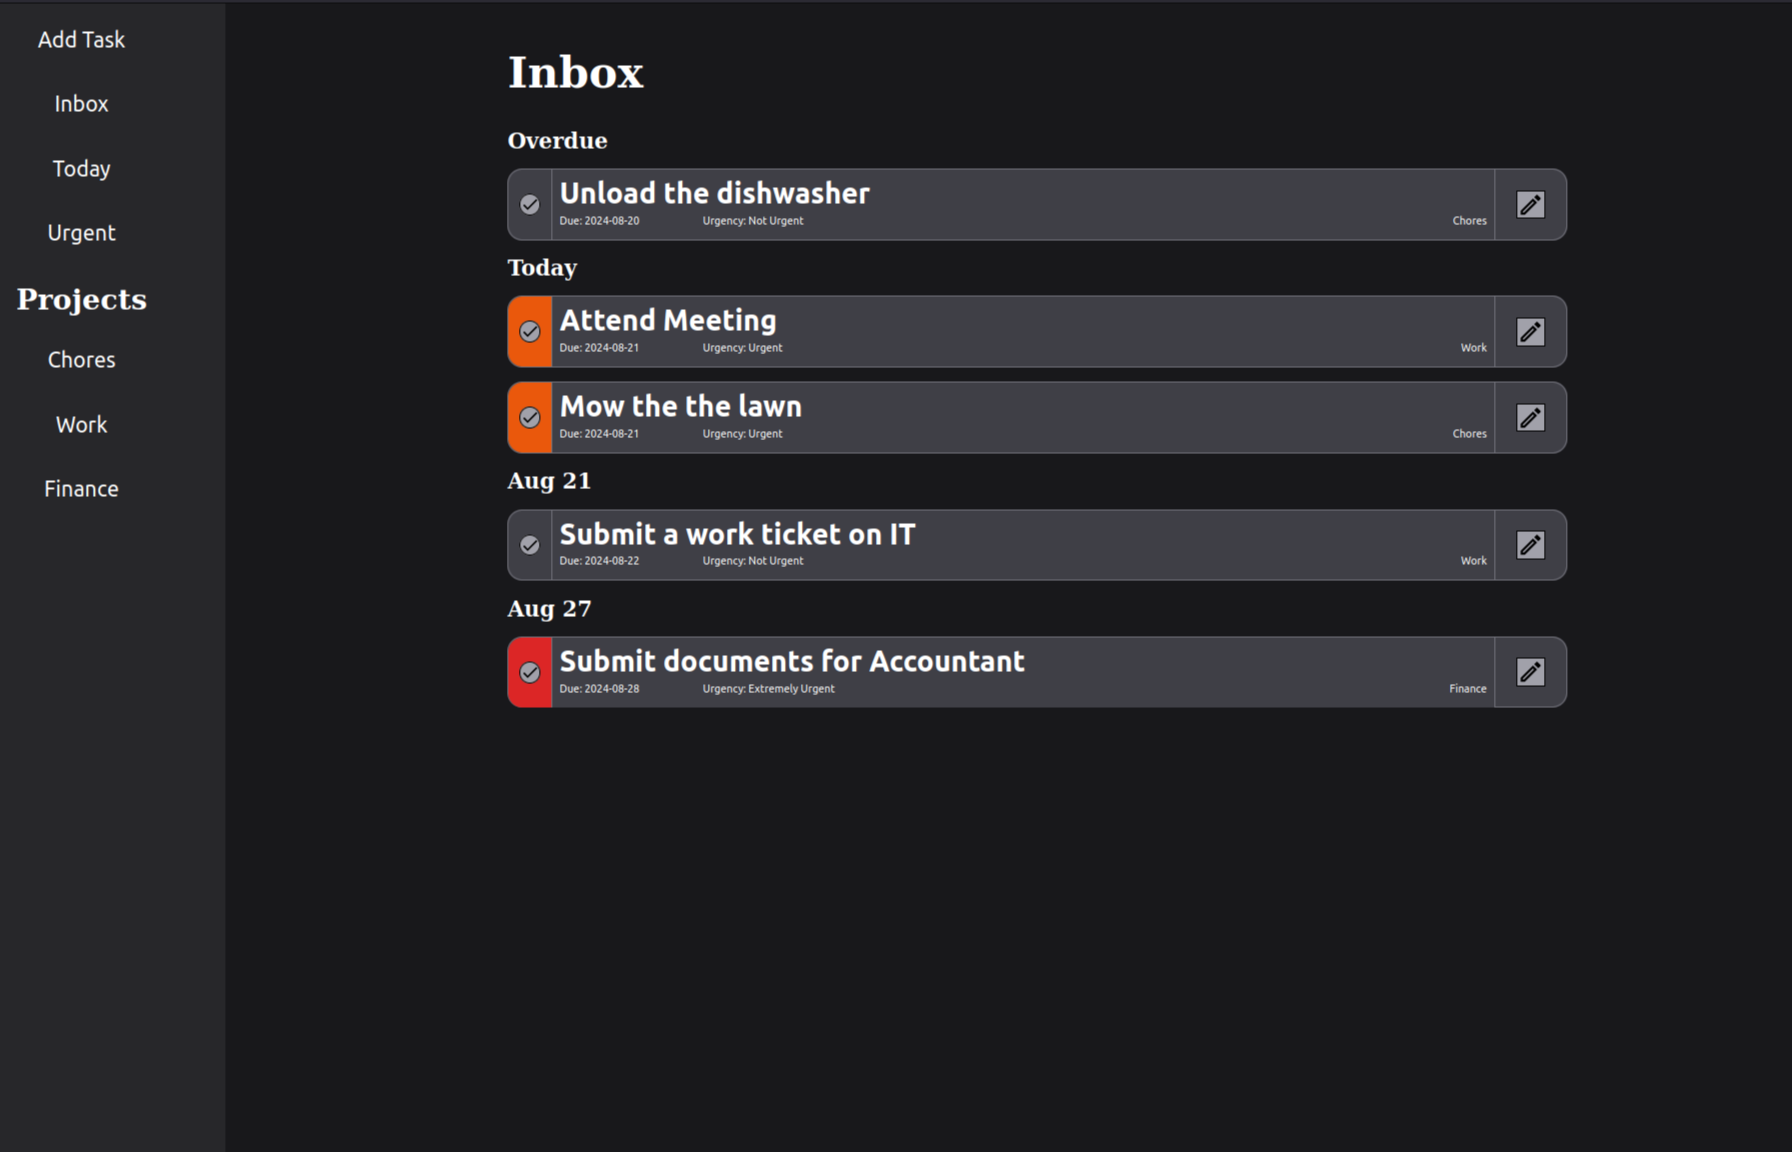 Add Task
Inbox
Today
Urgent
Projects
Chores
Work
Finance
Inbox
Overdue
Unload the dishwasher
Due: 2024-08-20 Urgency: Not Urgent Chores
Today
Attend Meeting
Due: 2024-08-21 Urgency: Urgent Work
Mow the the lawn
Due: 2024-08-21 Urgency: Urgent Chores
Aug 21
Submit a work ticket on IT
Due: 2024-08-22 Urgency: Not Urgent Work
Aug 27
Submit documents for Accountant
Due: 2024-08-28 Urgency: Extremely Urgent Finance